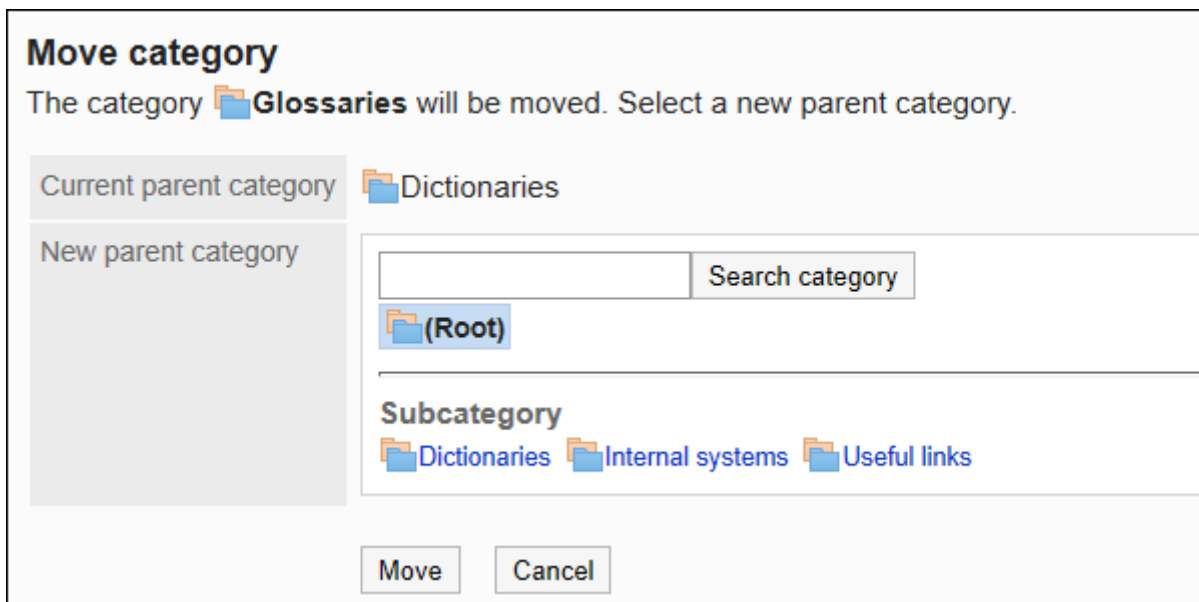 Move category
The category Glossaries will be moved. Select a new parent category.
Current parent category Dictionaries
New parent category
Search category
(Root)
Subcategory
Dictionaries Internal systems Useful links
Move Cancel